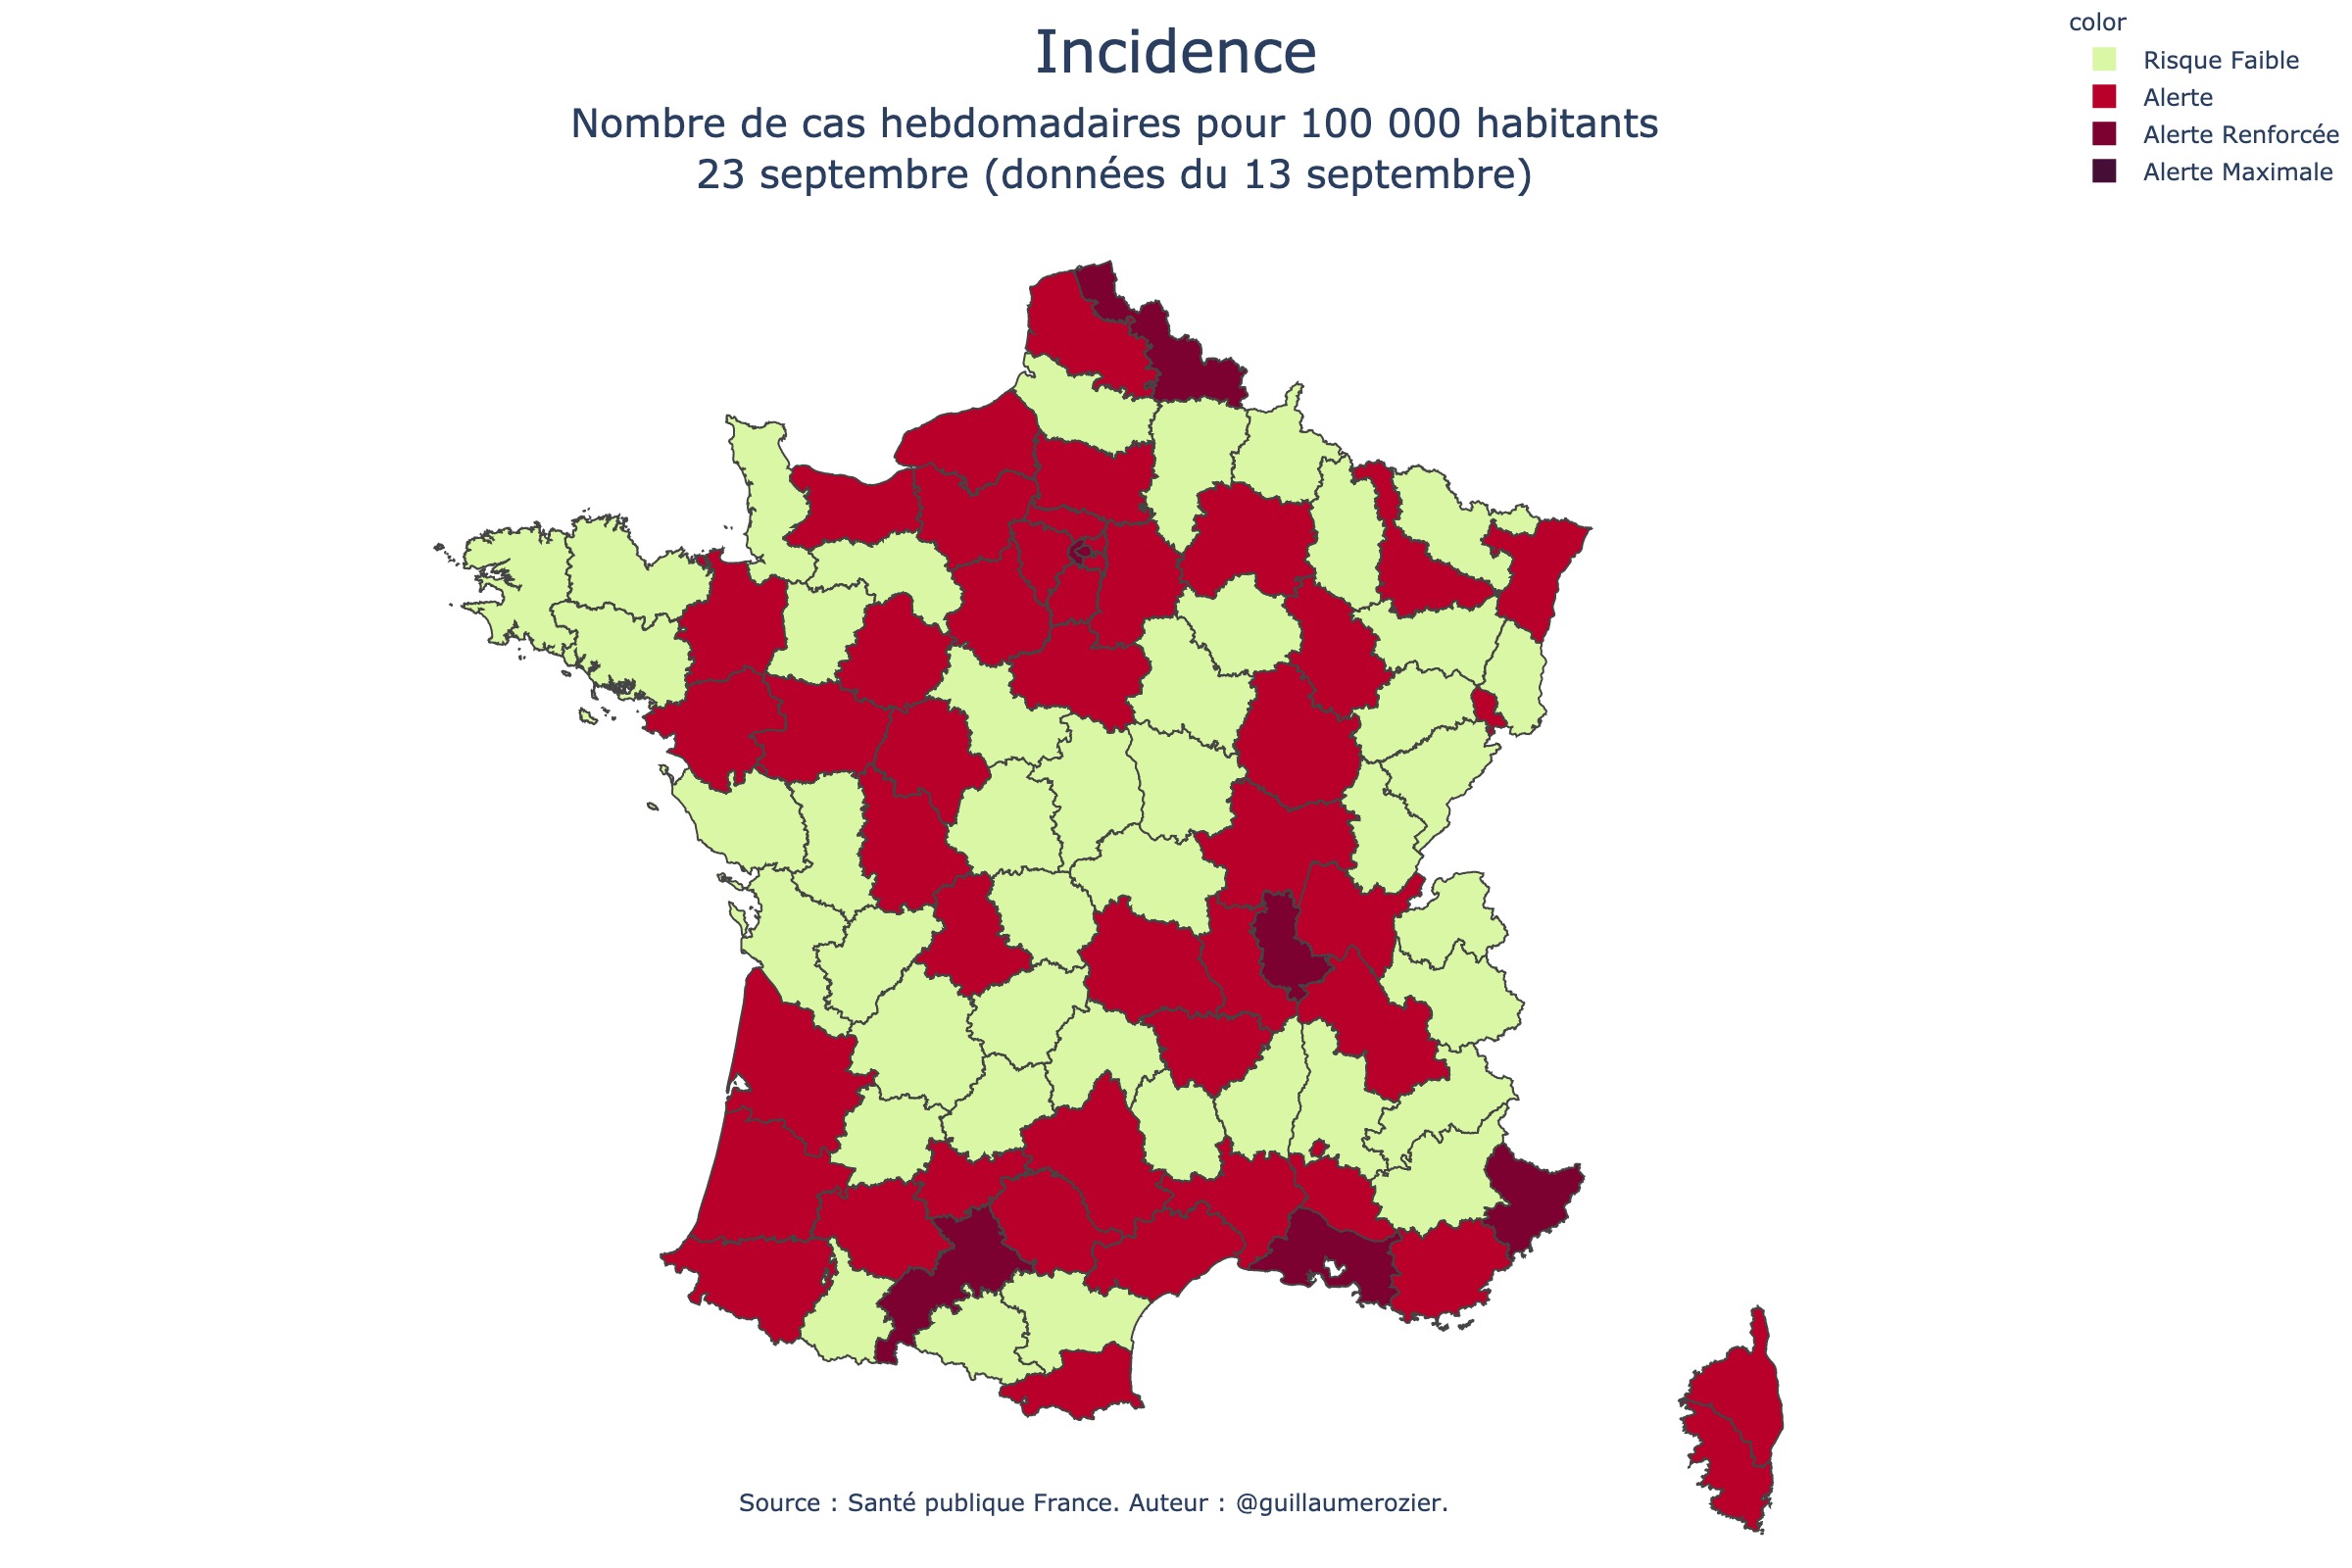 Incidence
Nombre de cas hebdomadaires pour 100 000 habitants
23 septembre (données du 13 septembre)
color
Risque Faible
Alerte
Alerte Renforcée
Alerte Maximale
Source : Santé publique France. Auteur : @guillaumerozier.